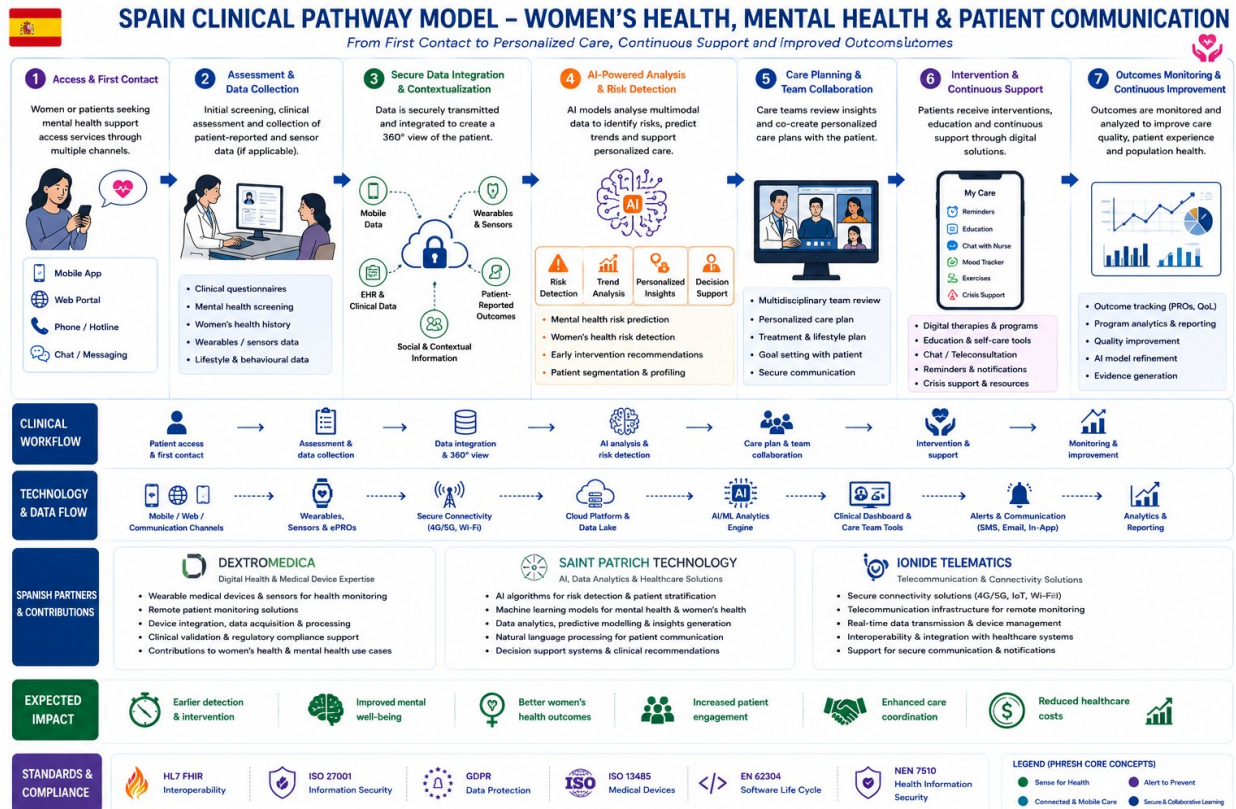 SPAIN CLINICAL PATHWAY MODEL – WOMEN'S HEALTH, MENTAL HEALTH & PATIENT COMMUNICATION
From First Contact to Personalized Care, Continuous Support and Improved
1 Access & First Contact
Women or patients seeking
mental health support
access services through
multiple channels.
Mobile App
Web Portal
Phone / Hotline
Chat / Messaging
2 Assessment &
Data Collection
Initial screening, clinical
assessment and collection of
patient-reported and sensor
data (if applicable).
• Clinical questionnaires
• Mental health screening
• Women's health history
• Wearables / sensors data
• Lifestyle & behavioural data
3 Secure Data Integration
& Contextualization
Data is securely transmitted
and integrated to create a
360° view of the patient.
Mobile
Data
Wearables
& Sensors
EHR &
Clinical Data
Patient-
Reported
Outcomes
Social & Contextual
Information
4 AI-Powered Analysis
& Risk Detection
AI models analyse multimodal
data to identify risks, predict
trends and support
personalized care.
AI
Risk
Detection
Trend
Analysis
Personalized
Insights
Decision
Support
• Mental health risk prediction
• Women's health risk detection
• Early intervention recommendations
• Patient segmentation & profiling
5 Care Planning &
Team Collaboration
Care teams review insights
and co-create personalized
care plans with the patient.
• Multidisciplinary team review
• Personalized care plan
• Treatment & lifestyle plan
• Goal setting with patient
• Secure communication
6 Intervention &
Continuous Support
Patients receive interventions,
education and continuous
support through digital
solutions.
My Care
Reminders
Education
Chat with Nurse
Mood Tracker
Exercises
Crisis Support
• Digital therapies & programs
• Education & self-care tools
• Chat / Teleconsultation
• Reminders & notifications
• Crisis support & resources
7 Outcomes Monitoring &
Continuous Improvement
Outcomes are monitored and
analyzed to improve care
quality, patient experience
and population health.
• Outcome tracking (PROs, QoL)
• Program analytics & reporting
• Quality improvement
• AI model refinement
• Evidence generation
CLINICAL
WORKFLOW
Patient access
& first contact
Assessment &
data collection
Data integration
& 360° view
AI analysis &
risk detection
Care plan & team
collaboration
Intervention &
support
Monitoring &
improvement
TECHNOLOGY
& DATA FLOW
Mobile / Web /
Communication Channels
Wearables,
Sensors & ePROs
Secure Connectivity
(4G/5G, Wi-Fi)
Cloud Platform &
Data Lake
AI
AI/ML Analytics
Engine
Clinical Dashboard &
Care Team Tools
Alerts & Communication
(SMS, Email, In-App)
Analytics &
Reporting
SPANISH PARTNERS
& CONTRIBUTIONS
DEXTROMEDICA
Digital Health & Medical Device Expertise
• Wearable medical devices & sensors for health monitoring
• Remote patient monitoring solutions
• Device integration, data acquisition & processing
• Clinical validation & regulatory compliance support
• Contributions to women's health & mental health use cases
SAINT PATRICH TECHNOLOGY
AI, Data Analytics & Healthcare Solutions
• AI algorithms for risk detection & patient stratification
• Machine learning models for mental health & women's health
• Data analytics, predictive modelling & insights generation
• Natural language processing for patient communication
• Decision support systems & clinical recommendations
IONIDE TELEMATICS
Telecommunication & Connectivity Solutions
• Secure connectivity solutions (4G/5G, IoT,
• Telecommunication infrastructure for remote monitoring
• Real-time data transmission & device management
• Interoperability & integration with healthcare systems
• Support for secure communication & notifications
EXPECTED
IMPACT
Earlier detection
& intervention
Improved mental
well-being
Better women's
health outcomes
Increased patient
engagement
Enhanced care
coordination
$
Reduced healthcare
costs
STANDARDS &
COMPLIANCE
HL7 FHIR
Interoperability
ISO 27001
Information Security
GDPR
Data Protection
ISO
ISO 13485
Medical Devices
EN 62304
Software Life Cycle
NEN 7510
Health Information
Security
LEGEND (PHRESH CORE CONCEPTS)
Sense for Health
Alert to Prevent
Connected & Mobile Care
Secure & Collaborative Learning